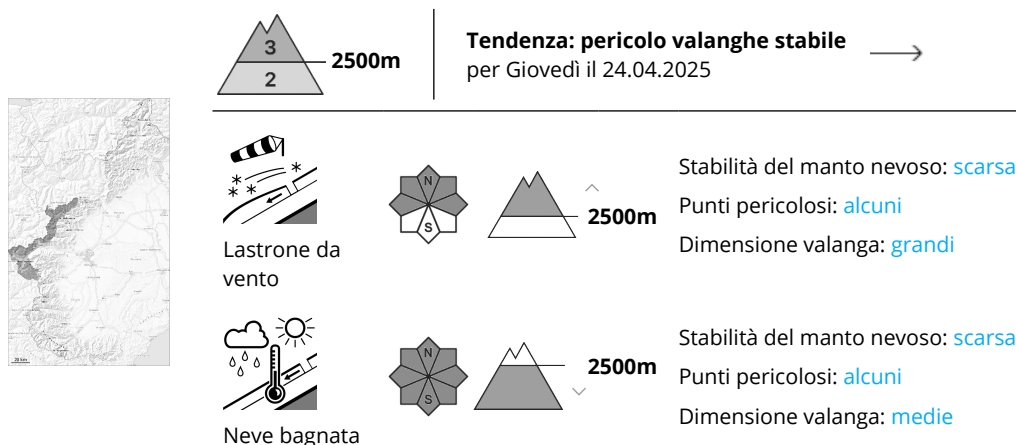 3
2
2500m
Tendenza: pericolo valanghe stabile
per Giovedì il 24.04.2025
20 km
N
S
2500m
Lastrone da
vento
Stabilità del manto nevoso: scarsa
Punti pericolosi: alcuni
Dimensione valanga: grandi
N
S
2500m
Neve bagnata
Stabilità del manto nevoso: scarsa
Punti pericolosi: alcuni
Dimensione valanga: medie